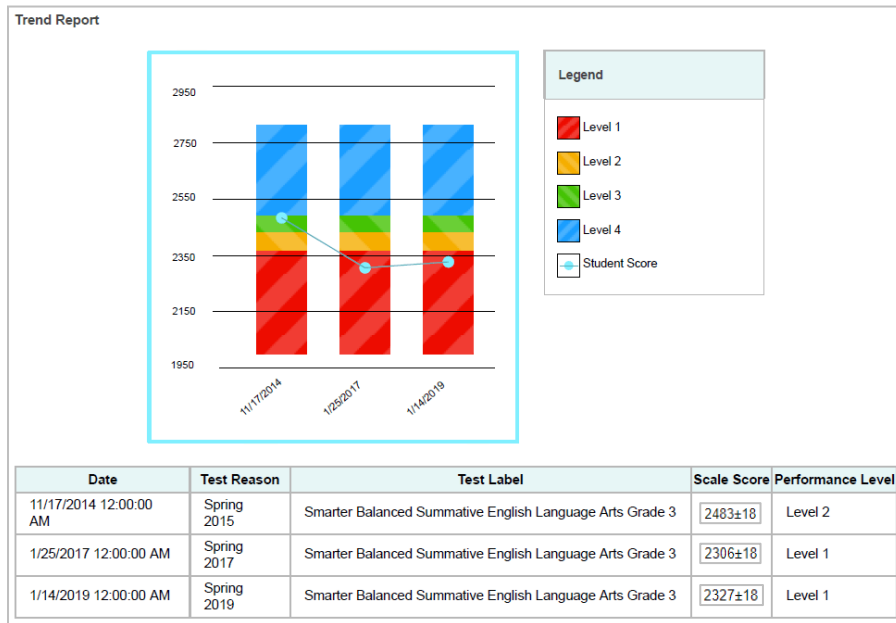 Trend Report
2950
2750
2550
2350
2150
1950
11/17/2014
1/25/2017
1/14/2019
Legend
Level 1
Level 2
Level 3
Level 4
Student Score
Date Test Reason Test Label Scale Score Performance Level
11/17/2014 12:00:00
AM
Spring
2015
Smarter Balanced Summative English Language Arts Grade 3
2483±18
Level 2
1/25/2017 12:00:00 AM
Spring
2017
Smarter Balanced Summative English Language Arts Grade 3
2306±18
Level 1
1/14/2019 12:00:00 AM
Spring
2019
Smarter Balanced Summative English Language Arts Grade 3
2327±18
Level 1